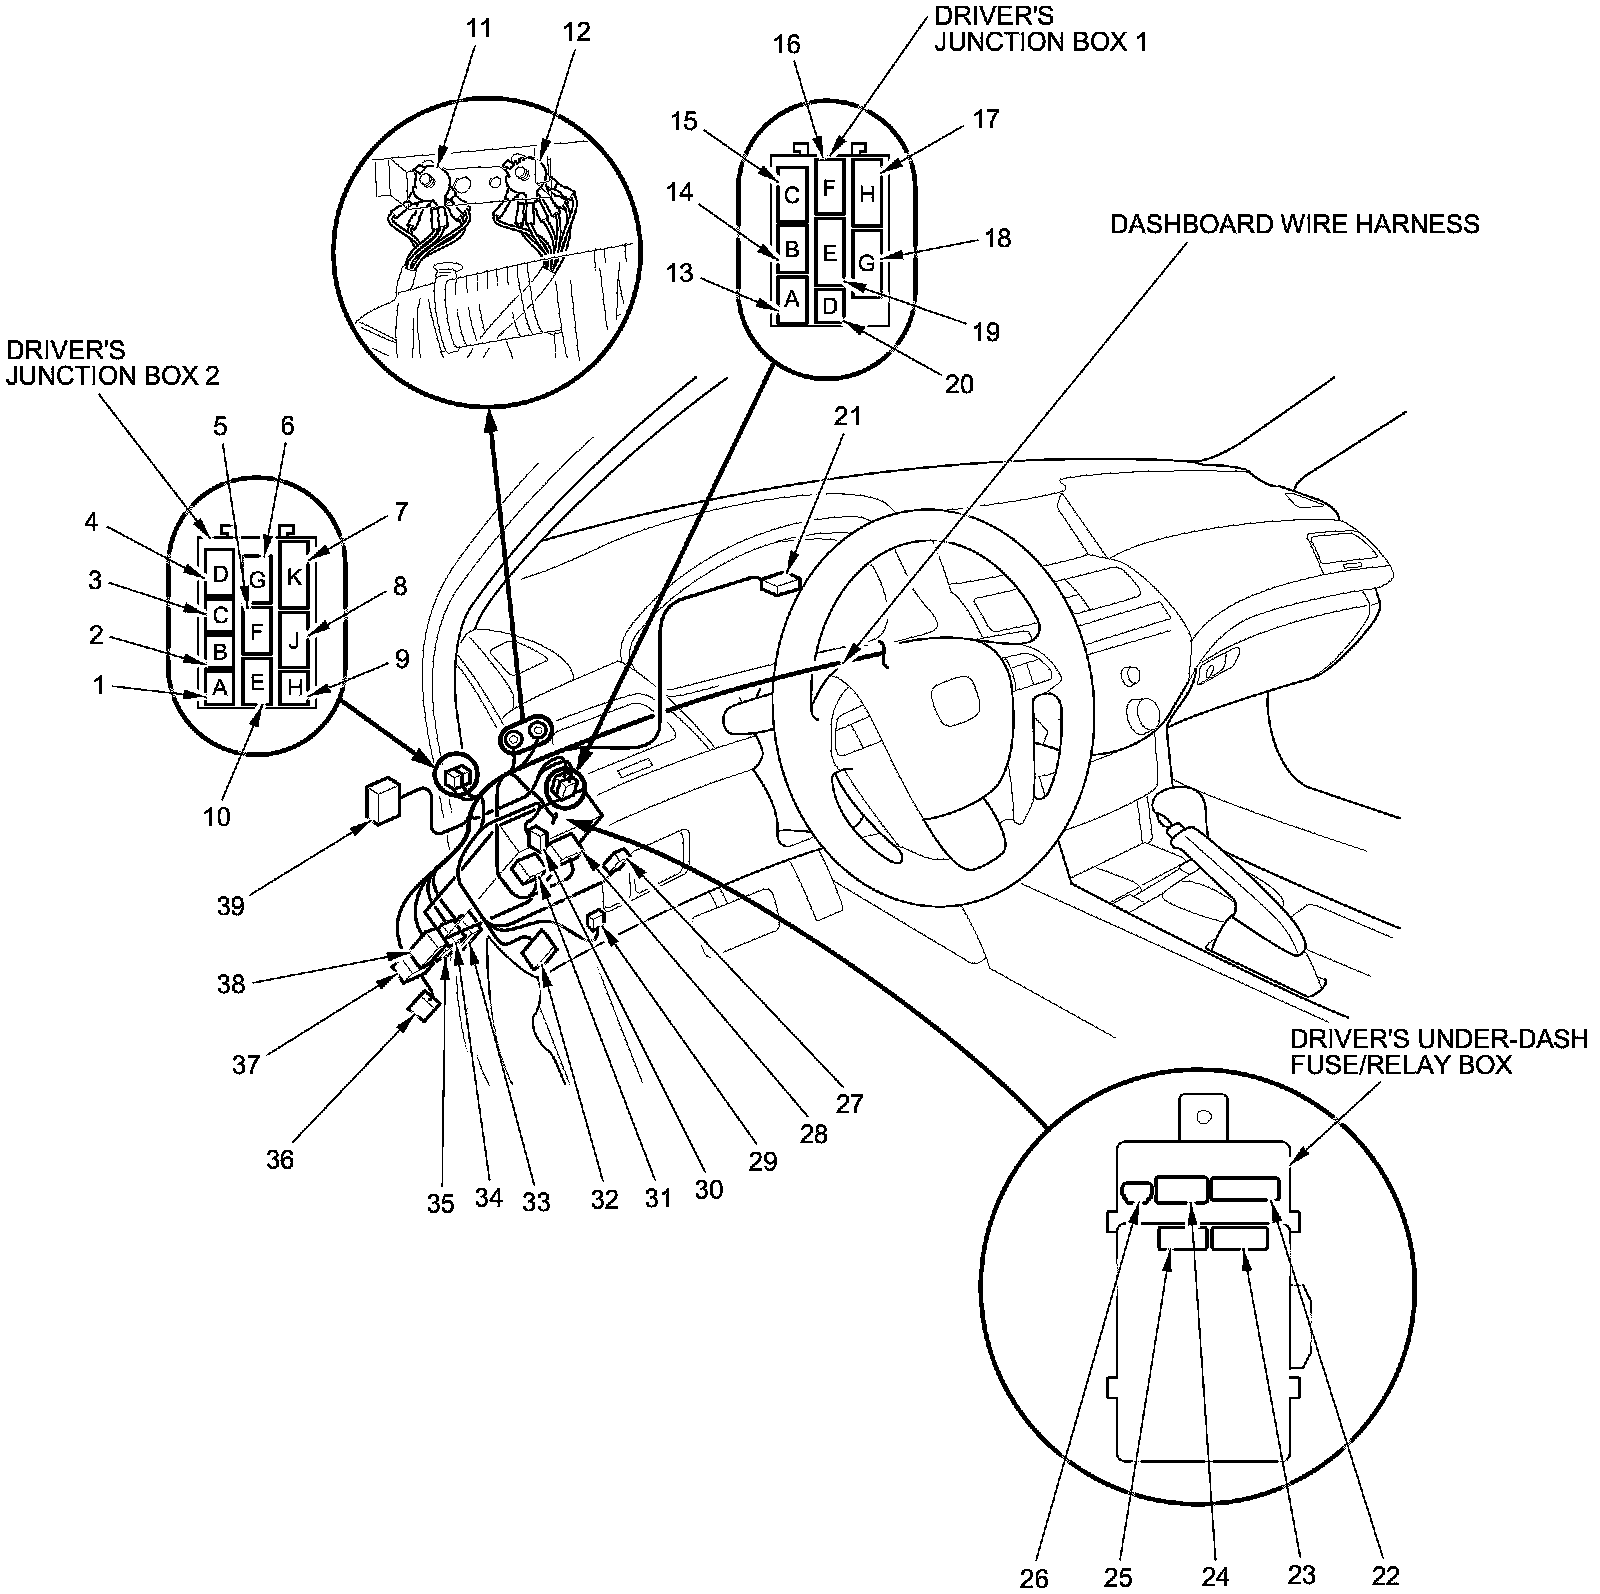 DRIVER'S
JUNCTION BOX 1
11
12
16
15
17
14
F
C
H
DASHBOARD WIRE HARNESS
B
E
18
13
G
A
D
19
20
DRIVER'S
JUNCTION BOX 2
5
6
21
4
7
D
G
K
3
8
C
2
F
J
B
9
1
A
E
H
10
39
38
37
36
35
34
33
32
31
30
29
28
27
DRIVER'S UNDER-DASH
FUSE/RELAY BOX
26
25
24
23
22